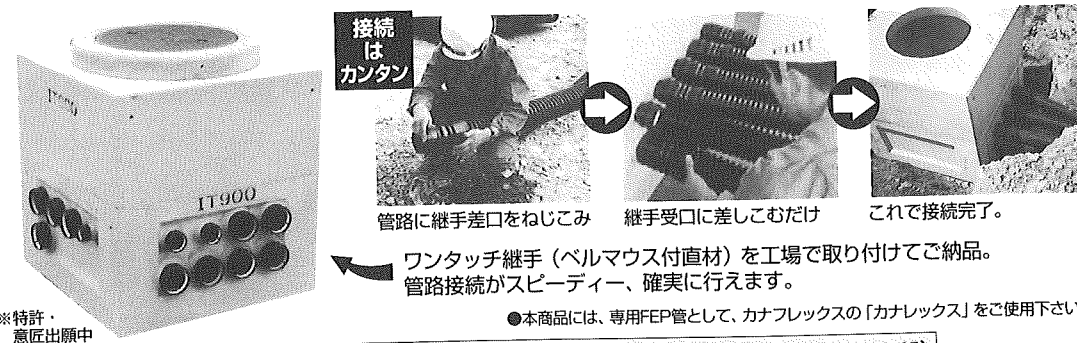 接続
は
カンタン
IT900
IT900
管路に継手差口をねじこみ
継手受口に差しこむだけ
これで接続完了。
ワンタッチ継手（ベルマウス付直材）を工場で取り付けてご納品。
管路接続がスピーディー、確実に行えます。
※特許・
意匠出願中
●本商品には、専用FEP管として、カナフレックスの「カナレックス」をご使用下さい